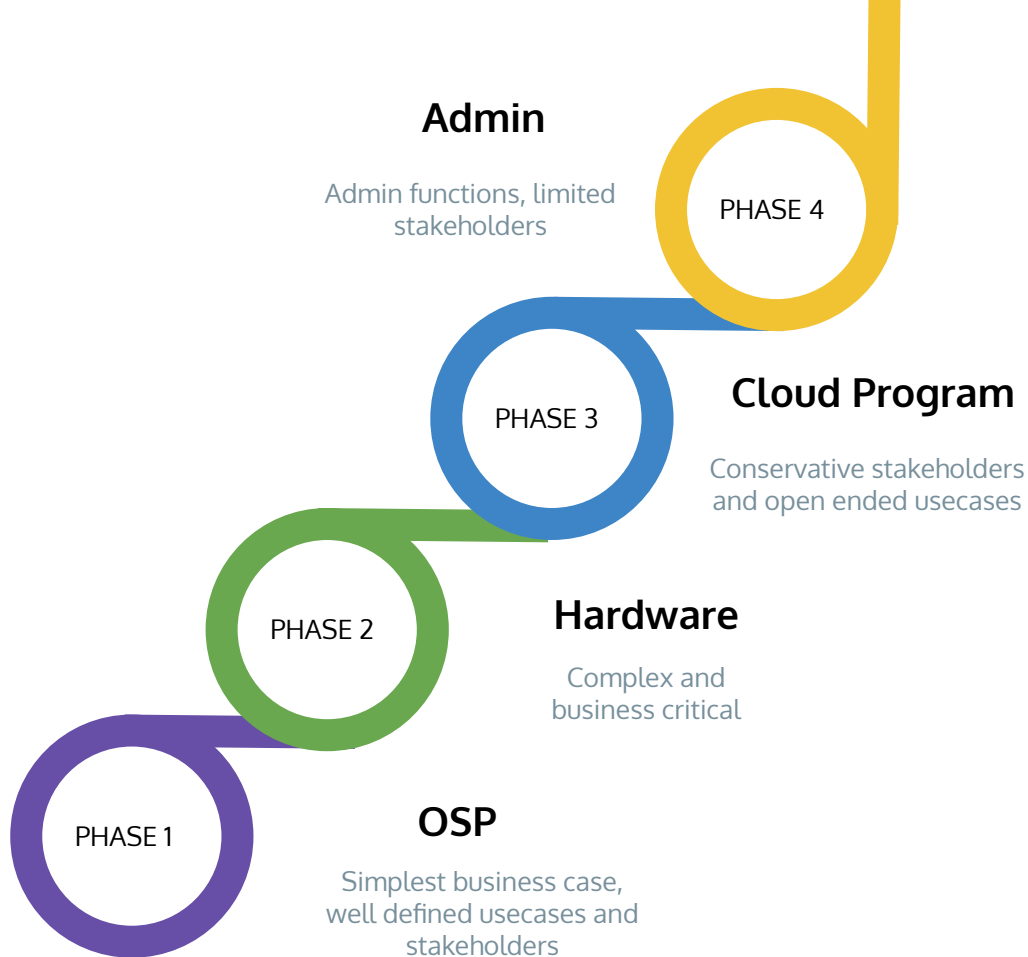 Admin
Admin functions, limited
stakeholders
PHASE 4
PHASE 3
Cloud Program
Conservative stakeholders
and open ended usecases
PHASE 2
Hardware
Complex and
business critical
PHASE 1
OSP
Simplest business case,
well defined usecases and
stakeholders